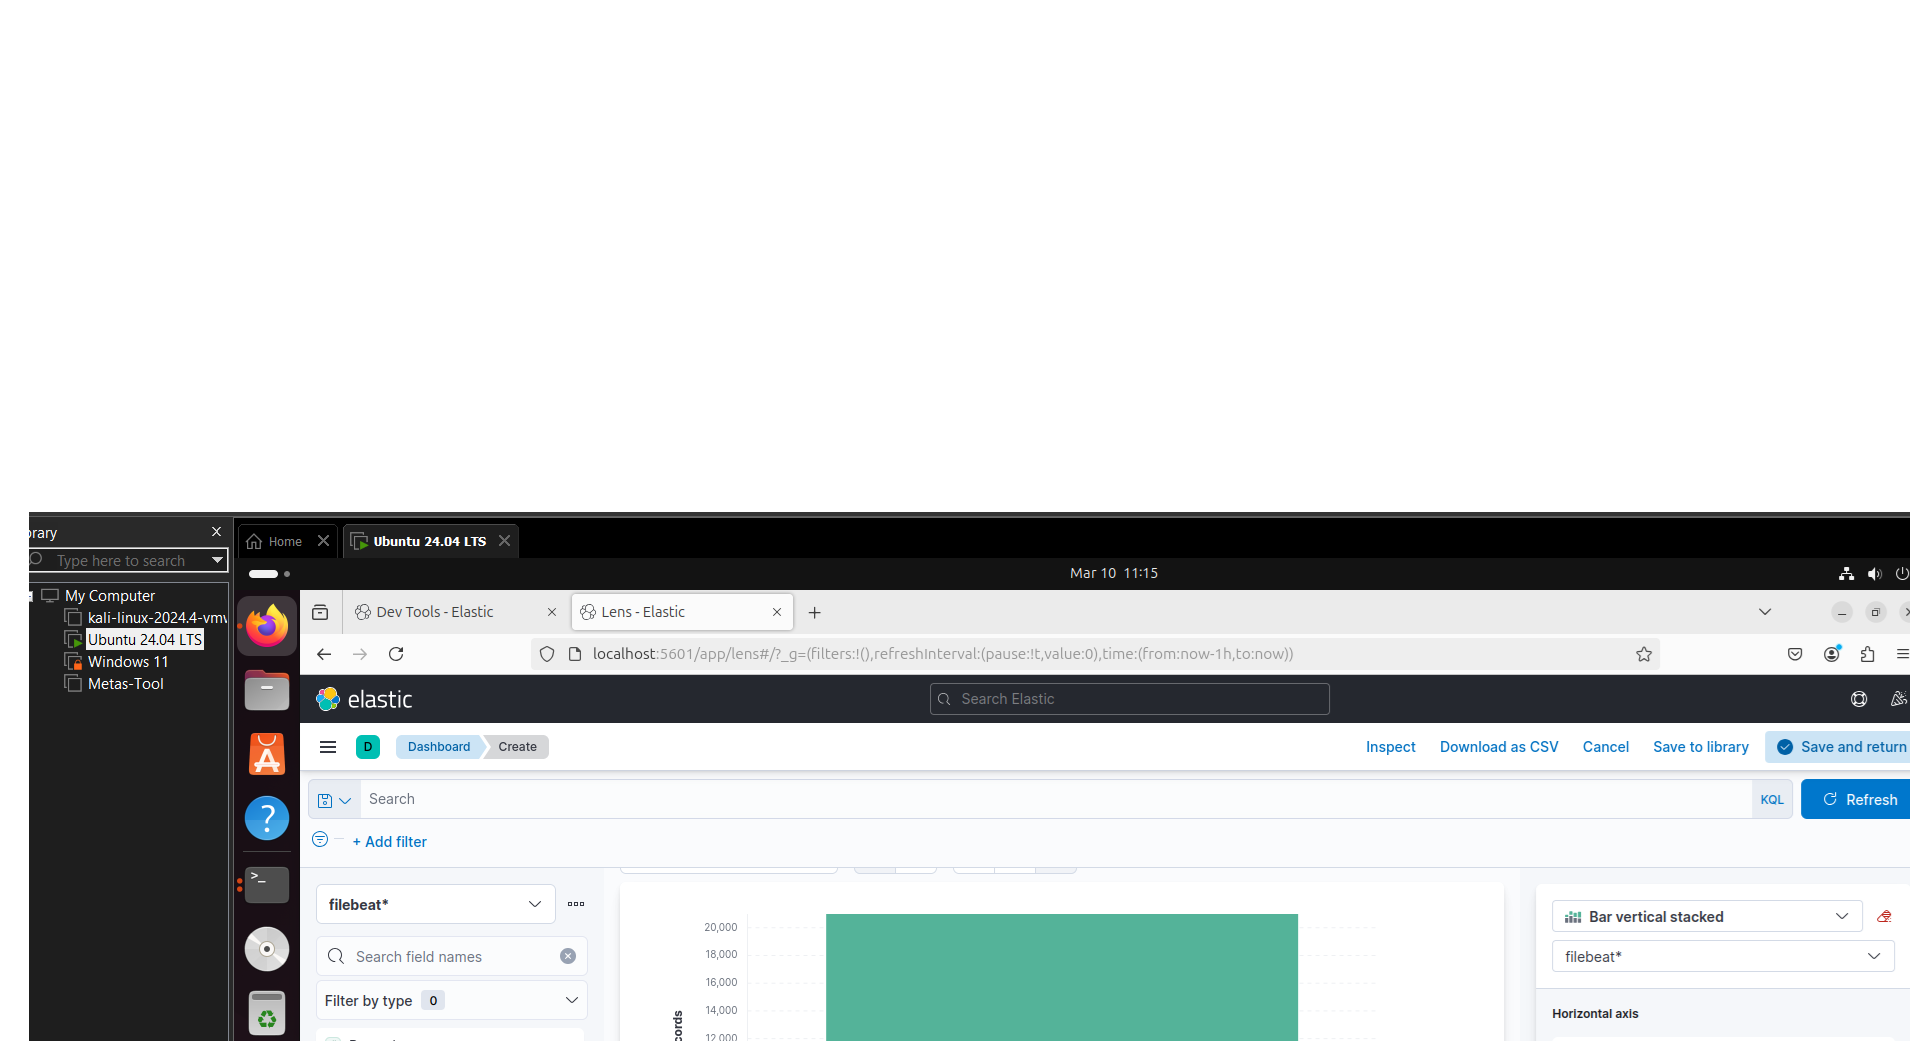 Home
Ubuntu 24.04 LTS
Type here to search
My Computer
kali-linux-2024.4-vm
Ubuntu 24.04 LTS
Windows 11
Metas-Tool
Mar 10 11:15
Dev Tools - Elastic
Lens - Elastic
localhost:5601/app/lens#/?_g=(filters:!(),refreshInterval:(pause:!t,value:0),time:(from:now-1h,to:now))
elastic
Search Elastic
D
Dashboard
Create
Inspect
Download as CSV
Cancel
Save to library
Save and return
Search
KQL
Refresh
+ Add filter
filebeat*
Search field names
Filter by type 0
20,000
18,000
16,000
14,000
12,000
Bar vertical stacked
filebeat*
Horizontal axis